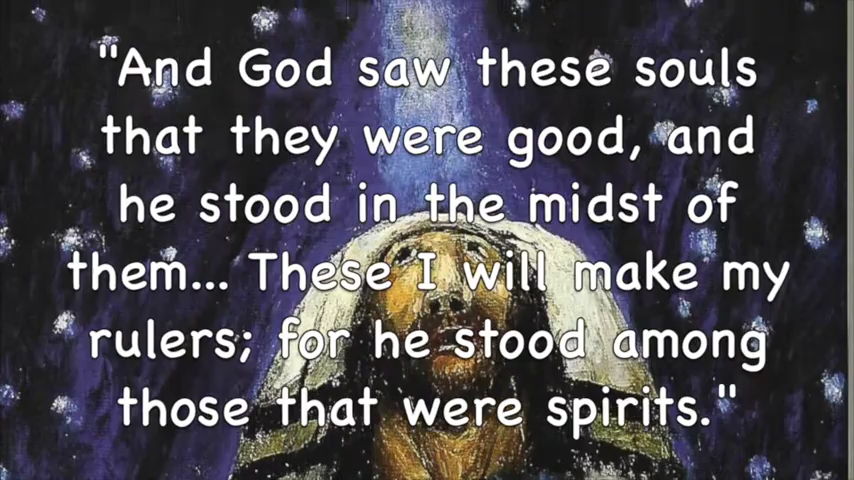 "And God saw these souls
that they were good, and
he stood in the midst of
them... These I will make my
rulers; for he stood among
those that were spirits."